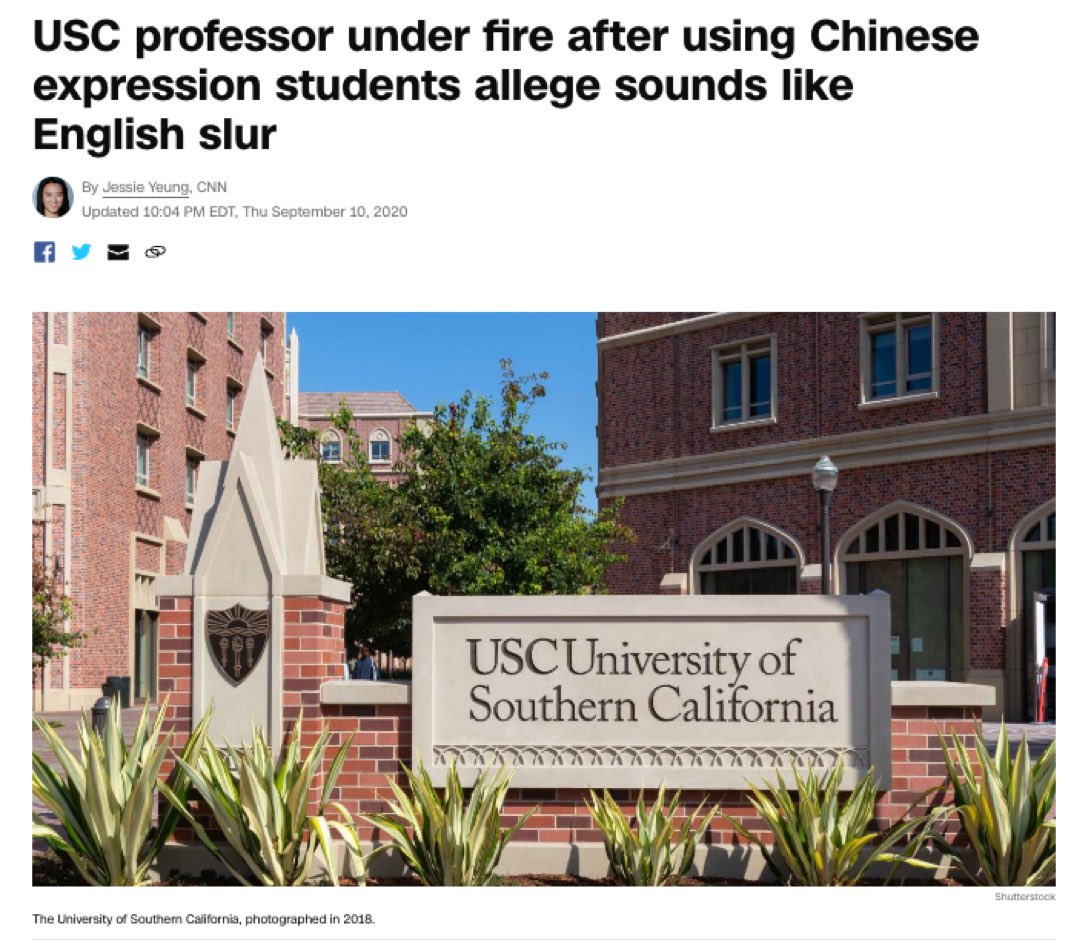 USC professor under fire after using Chinese
expression students allege sounds like
English slur
By Jessie Yeung, CNN
Updated 10:04 PM EDT, Thu September 10, 2020
USC University of
Southern California
Shutterstock
The University of Southern California, photographed in 2018.